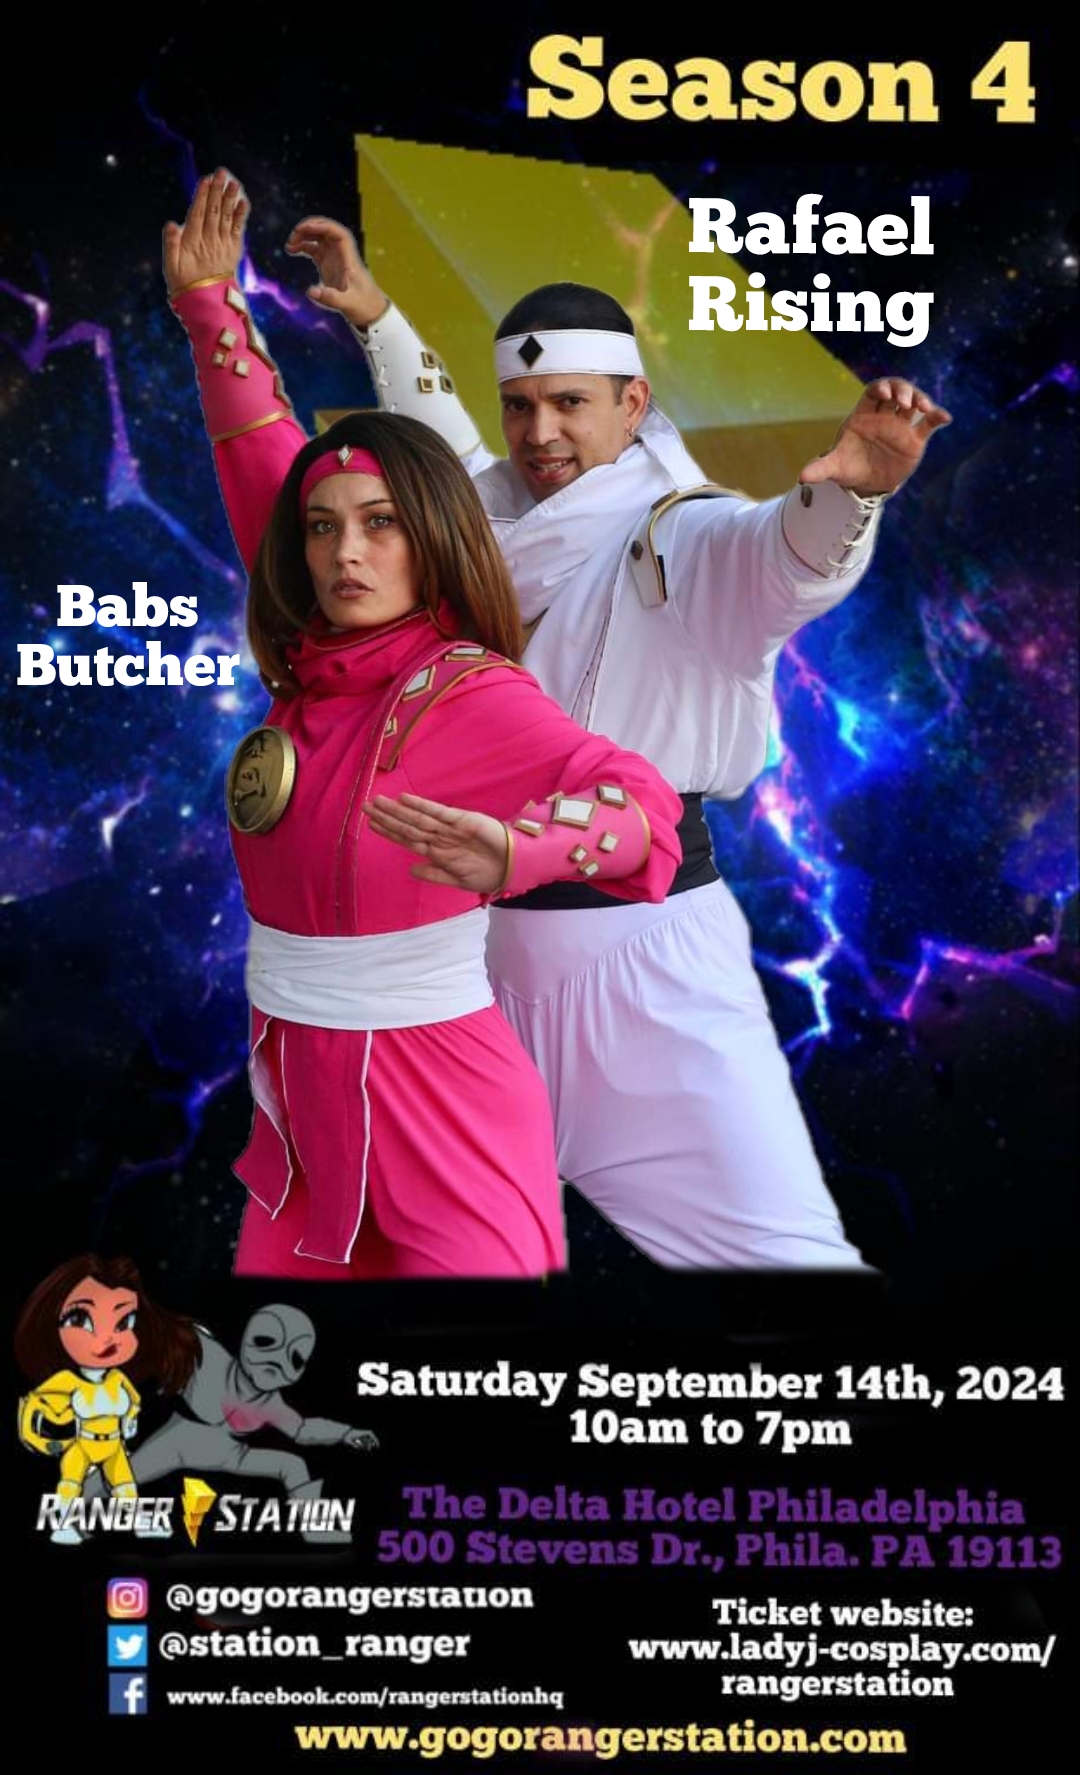 Season 4
Rafael
Rising
Babs
Butcher
Saturday September 14th, 2024
10am to 7pm
RANGER STATION
The Delta Hotel Philadelphia
500 Stevens Dr., Phila. PA 19113
@gogorangerstation
@station_ranger
www.facebook.com/rangerstationhq
Ticket website:
www.ladyj-cosplay.com/
rangerstation
www.gogorangerstation.com